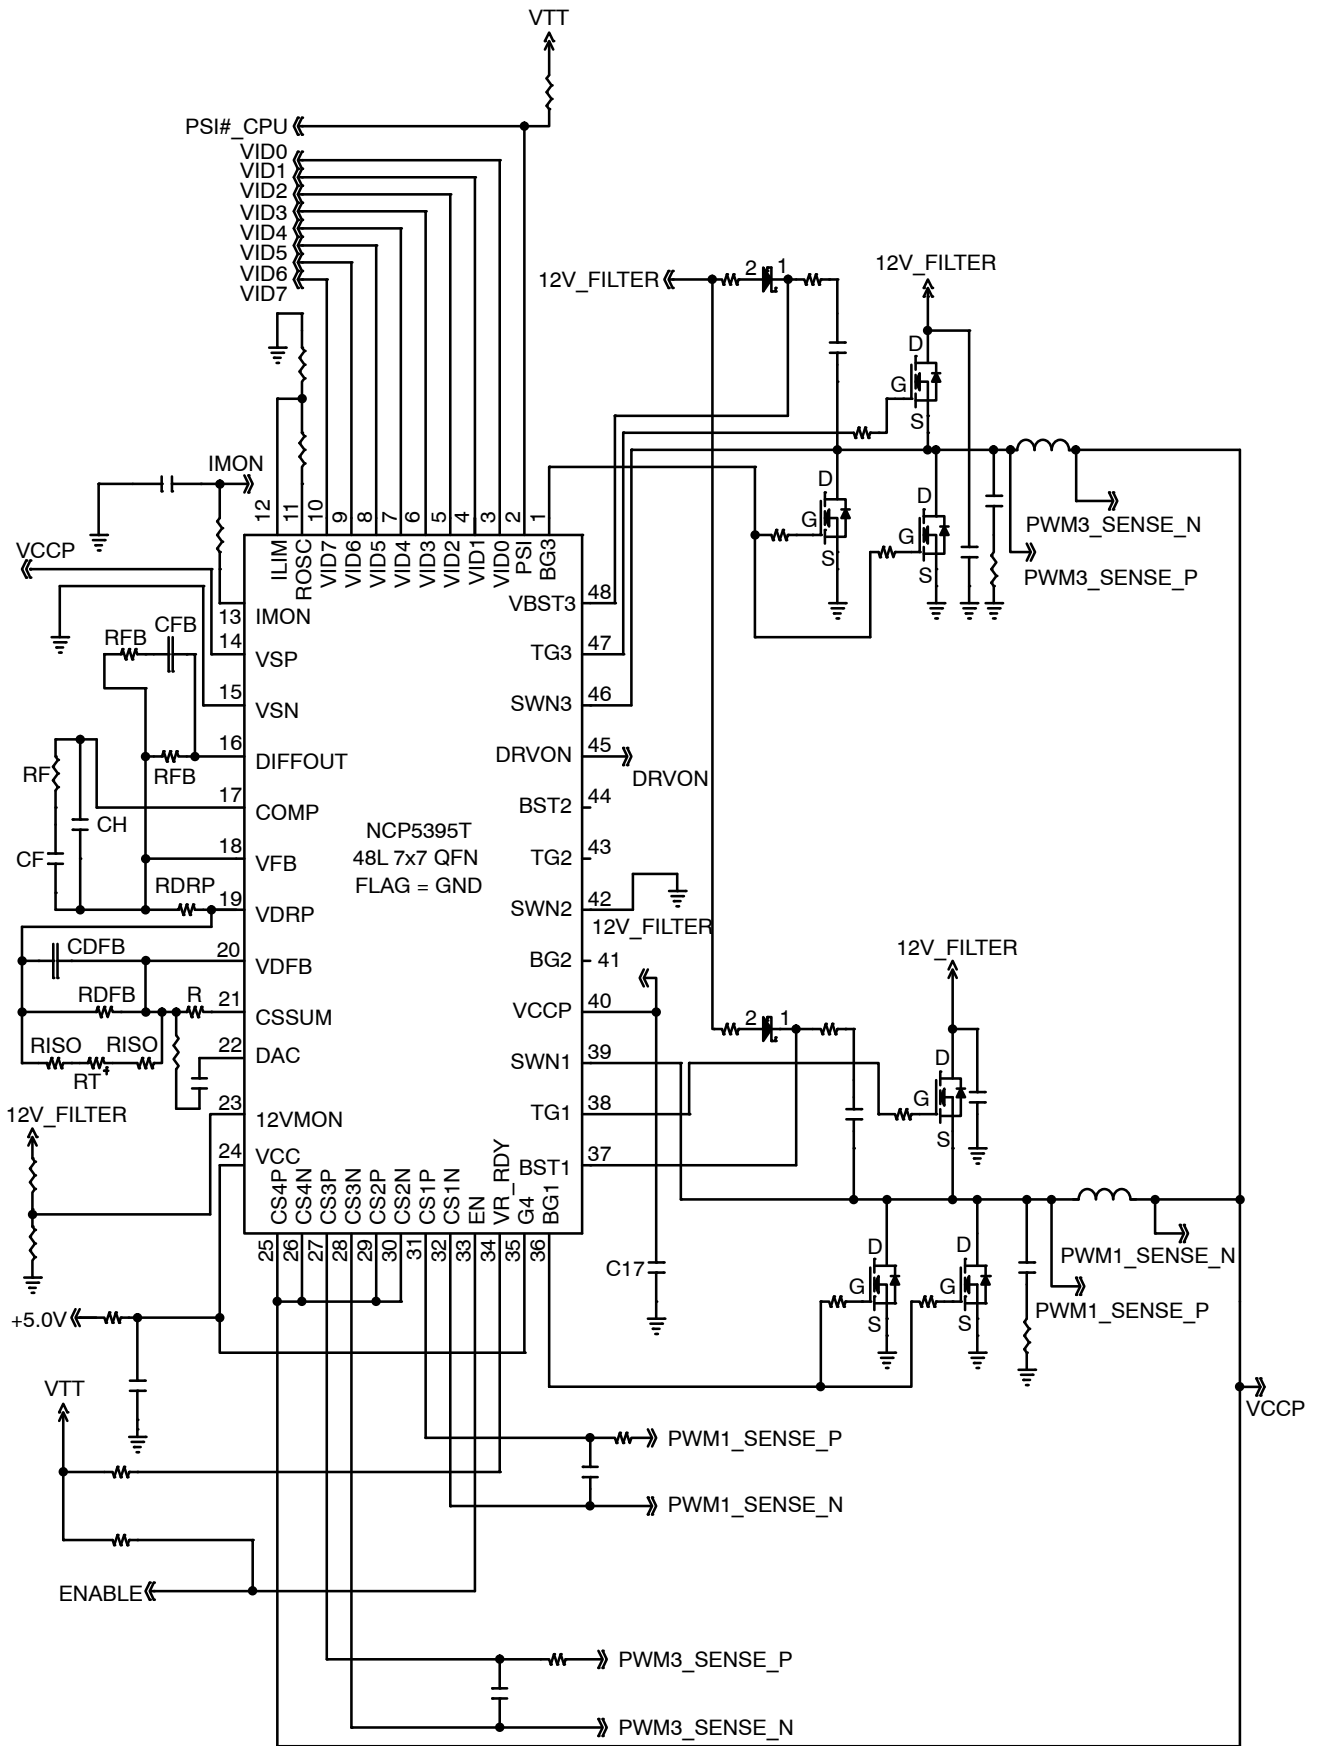 VTT
PSI#_CPU
VID0
VID1
VID2
VID3
VID4
VID5
VID6
VID7
12V_FILTER
2
1
12V_FILTER
D
G
S
IMON
VCCP
D
G
S
D
G
S
PWM3_SENSE_N
PWM3_SENSE_P
12
11
10
9
8
7
6
5
4
3
2
1
ILIM
ROSC
VID7
VID6
VID5
VID4
VID3
VID2
VID1
VID0
PSI
BG3
13
IMON
14
VSP
15
VSN
16
DIFFOUT
17
COMP
18
VFB
19
VDRP
20
VDFB
21
CSSUM
22
DAC
23
12VMON
24
VCC
RFB
CFB
RFB
RF
CH
CF
RDRP
CDFB
RDFB
R
RISO
RISO
RT
12V_FILTER
NCP5395T
48L 7x7 QFN
FLAG = GND
VBST3
48
TG3
47
SWN3
46
DRVON
45
DRVON
BST2
44
TG2
43
SWN2
42
12V_FILTER
BG2
41
VCCP
40
SWN1
39
TG1
38
BST1
37
2
1
12V_FILTER
D
G
S
CS4P
CS4N
CS3P
CS3N
CS2P
CS2N
CS1P
CS1N
EN
VR_RDY
G4
BG1
25
26
27
28
29
30
31
32
33
34
35
36
C17
D
G
S
D
G
S
PWM1_SENSE_N
PWM1_SENSE_P
+5.0V
VTT
VCCP
PWM1_SENSE_P
PWM1_SENSE_N
ENABLE
PWM3_SENSE_P
PWM3_SENSE_N